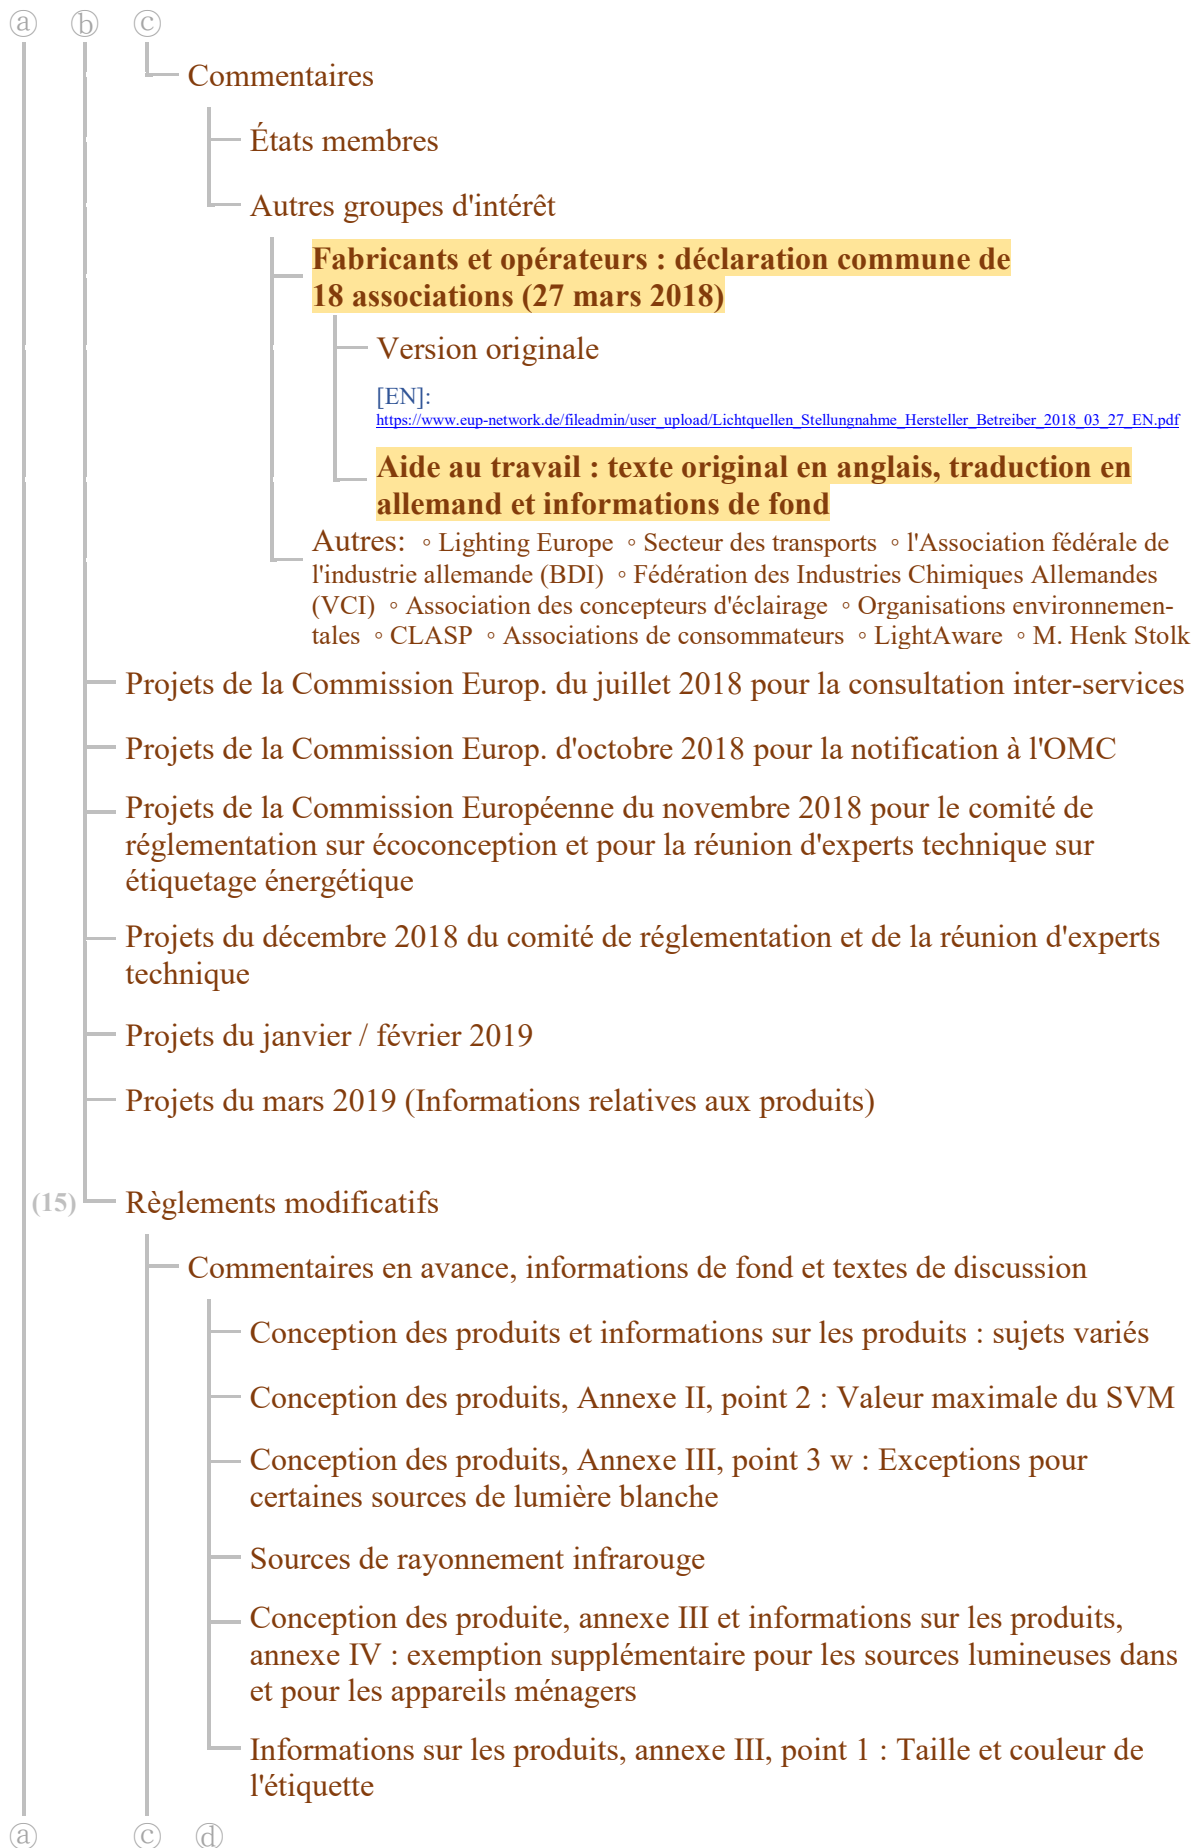 ⓐ ⓑ ⓒ
Commentaires
États membres
Autres groupes d'intérêt
Fabricants et opérateurs : déclaration commune de
18 associations (27 mars 2018)
Version originale
[EN]:
https://www.eup-network.de/fileadmin/user_upload/Lichtquellen_Stellungnahme_Hersteller_Betreiber_2018_03_27_EN.pdf
Aide au travail : texte original en anglais, traduction en
allemand et informations de fond
Autres: ◦ Lighting Europe ◦ Secteur des transports ◦ l'Association fédérale de
l'industrie allemande (BDI) ◦ Fédération des Industries Chimiques Allemandes
(VCI) ◦ Association des concepteurs d'éclairage ◦ Organisations environnemen-
tales ◦ CLASP ◦ Associations de consommateurs ◦ LightAware ◦ M. Henk Stolk
Projets de la Commission Europ. du juillet 2018 pour la consultation inter-services
Projets de la Commission Europ. d'octobre 2018 pour la notification à l'OMC
Projets de la Commission Européenne du novembre 2018 pour le comité de
réglementation sur écoconception et pour la réunion d'experts technique sur
étiquetage énergétique
Projets du décembre 2018 du comité de réglementation et de la réunion d'experts
technique
Projets du janvier / février 2019
Projets du mars 2019 (Informations relatives aux produits)
(15) Règlements modificatifs
Commentaires en avance, informations de fond et textes de discussion
Conception des produits et informations sur les produits : sujets variés
Conception des produits, Annexe II, point 2 : Valeur maximale du SVM
Conception des produits, Annexe III, point 3 w : Exceptions pour
certaines sources de lumière blanche
Sources de rayonnement infrarouge
Conception des produite, annexe III et informations sur les produits,
annexe IV : exemption supplémentaire pour les sources lumineuses dans
et pour les appareils ménagers
Informations sur les produits, annexe III, point 1 : Taille et couleur de
l'étiquette
ⓐ ⓒ ⓓ